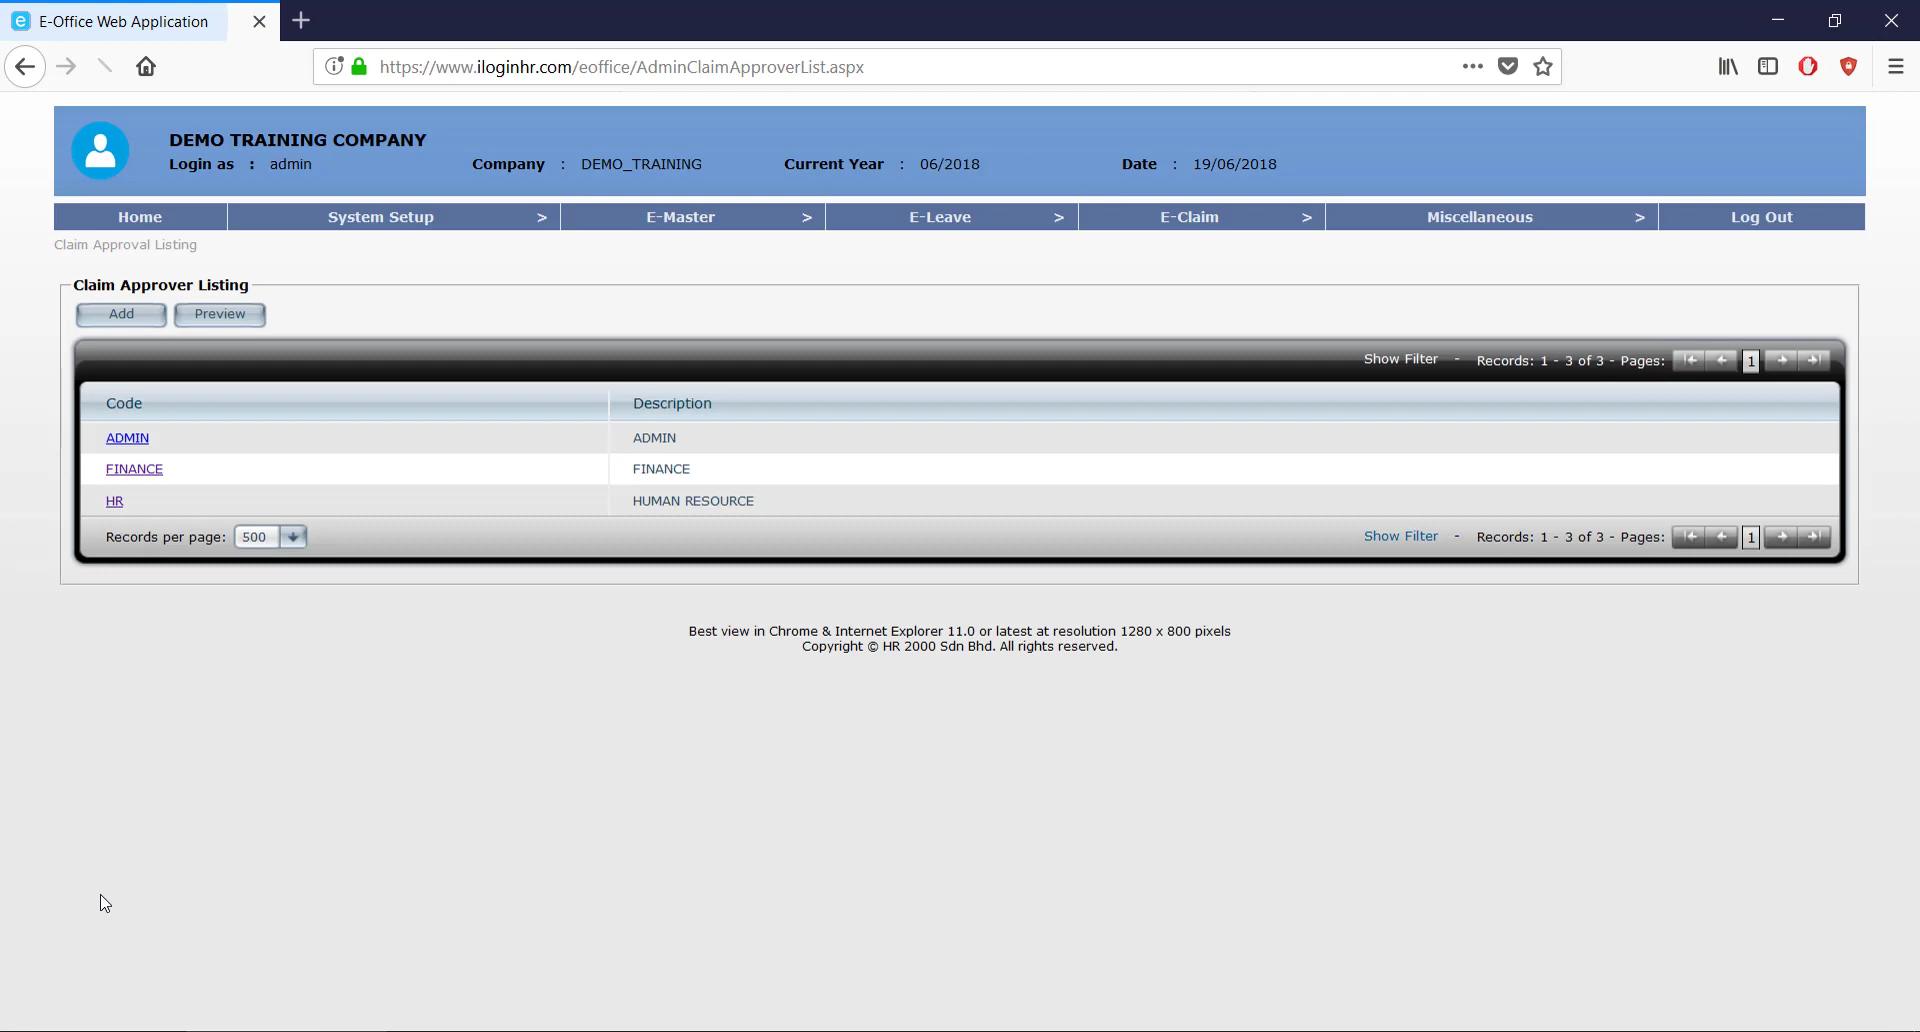 E-Office Web Application
https://www.iloginhr.com/eoffice/AdminClaimApproverList.aspx
DEMO TRAINING COMPANY
Login as : admin Company : DEMO_TRAINING Current Year : 06/2018 Date : 19/06/2018
Home System Setup > E-Master > E-Leave > E-Claim > Miscellaneous > Log Out
Claim Approval Listing
Claim Approver Listing
Add Preview
Show Filter - Records: 1 - 3 of 3 - Pages: 1
Code Description
ADMIN ADMIN
FINANCE FINANCE
HR HUMAN RESOURCE
Records per page: 500 Show Filter - Records: 1 - 3 of 3 - Pages: 1
Best view in Chrome & Internet Explorer 11.0 or latest at resolution 1280 x 800 pixels
Copyright © HR 2000 Sdn Bhd. All rights reserved.